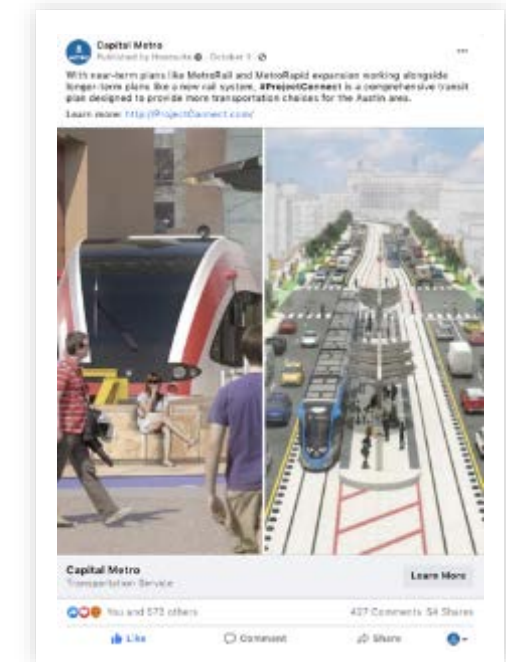 Capital Metro
Published by Hootsuite · October 1 ·
With near-term plans like MetroRail and MetroRapid expansion working alongside
longer-term plans like a new rail system, #ProjectConnect is a comprehensive transit
plan designed to provide more transportation choices for the Austin area.
Learn more: http://ProjectConnect.com/
Capital Metro
Transportation Service
Learn More
You and 573 others
427 Comments 54 Shares
Like
Comment
Share